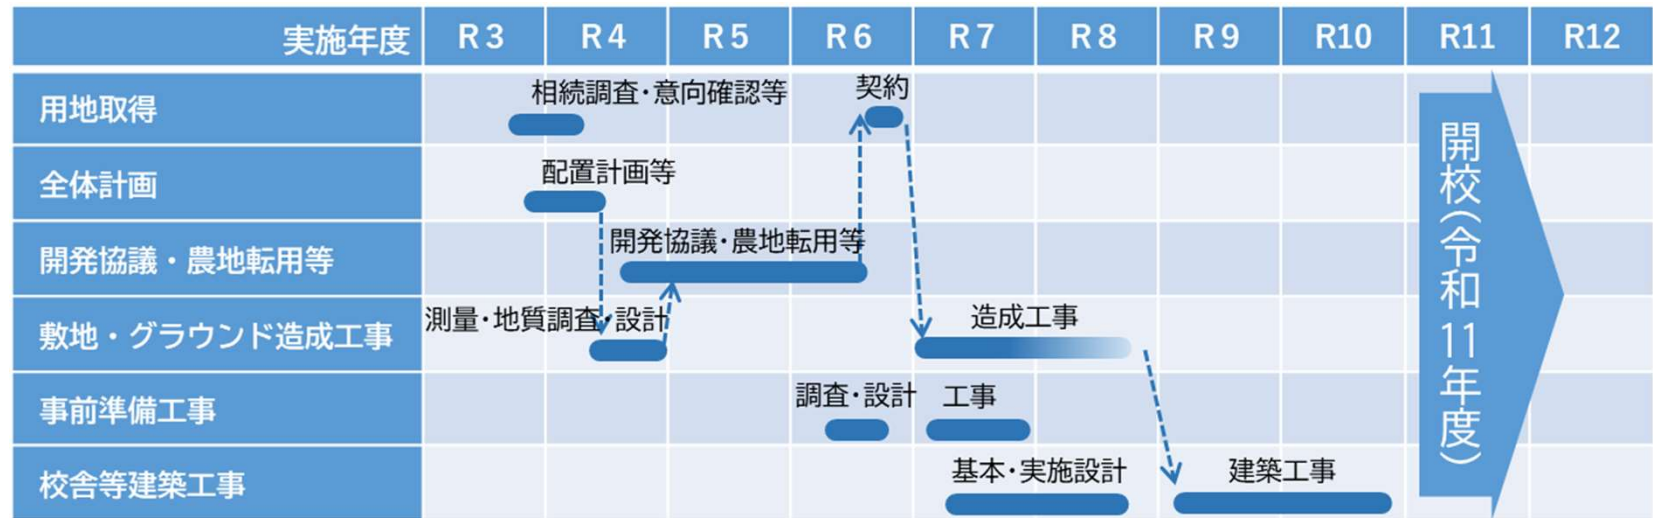 実施年度 R3 R4 R5 R6 R7 R8 R9 R10 R11 R12
用地取得 相続調査・意向確認等 契約
全体計画 配置計画等
開発協議・農地転用等 開発協議・農地転用等
敷地・グラウンド造成工事 測量・地質調査・設計 造成工事
事前準備工事 調査・設計 工事
校舎等建築工事 基本・実施設計 建築工事
開校(令和11年度)